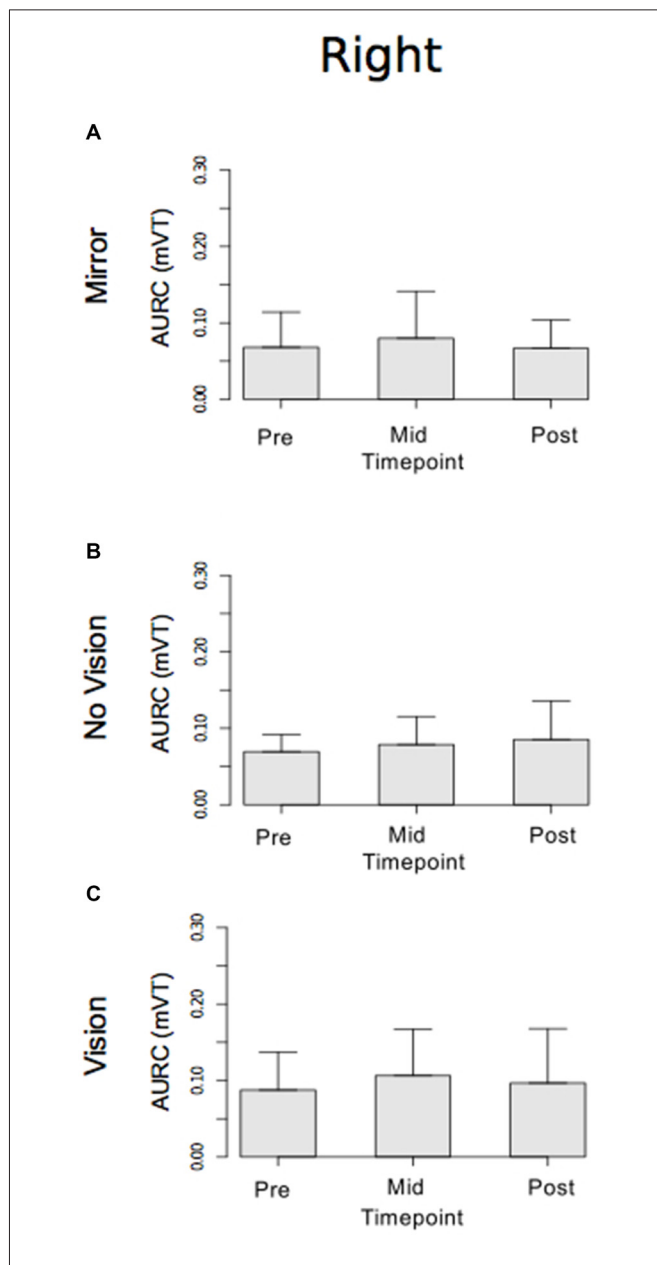 Right
A
Mirror
AURC (mVT)
0.30
0.20
0.10
0.00
Pre Mid Post
Timepoint
B
No Vision
AURC (mVT)
0.30
0.20
0.10
0.00
Pre Mid Post
Timepoint
C
Vision
AURC (mVT)
0.30
0.20
0.10
0.00
Pre Mid Post
Timepoint